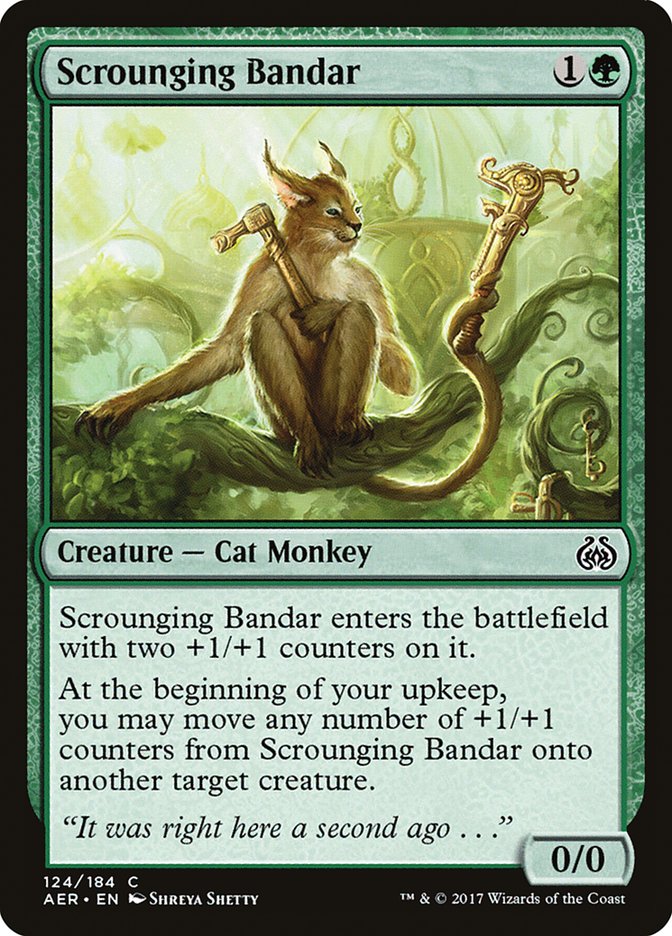 Scrounging Bandar 1
Creature — Cat Monkey
Scrounging Bandar enters the battlefield
with two +1/+1 counters on it.
At the beginning of your upkeep,
you may move any number of +1/+1
counters from Scrounging Bandar onto
another target creature.
“It was right here a second ago . . .”
0/0
124/184 C
AER • EN Shreya Shetty
™ & © 2017 Wizards of the Coast